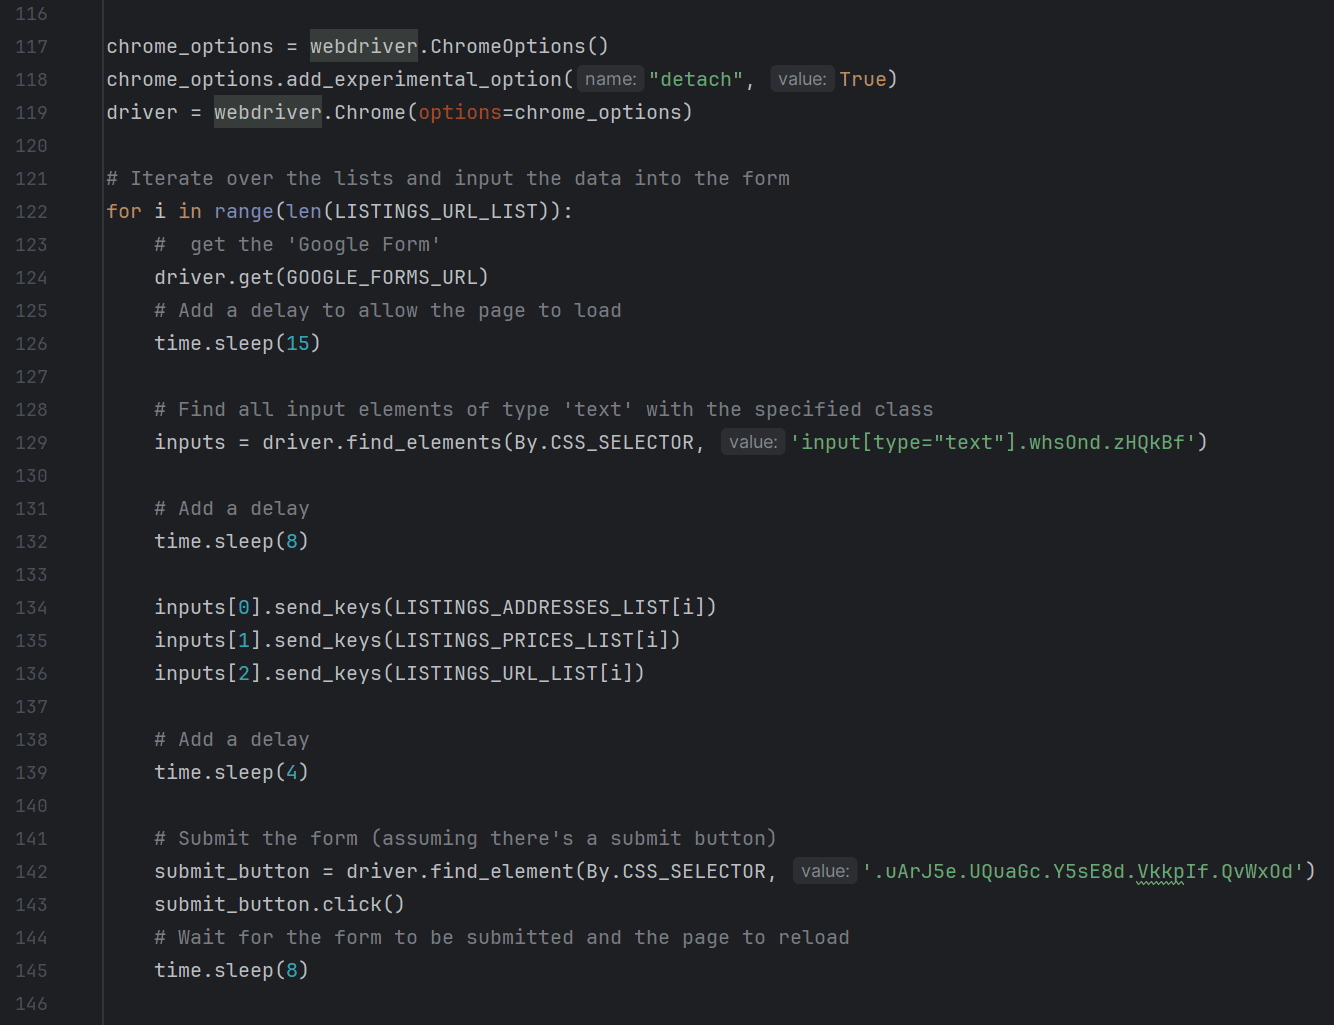 116
117 chrome_options = webdriver.ChromeOptions()
118 chrome_options.add_experimental_option( name: "detach", value: True)
119 driver = webdriver.Chrome(options=chrome_options)
120
121 # Iterate over the lists and input the data into the form
122 for i in range(len(LISTINGS_URL_LIST)):
123     #  get the 'Google Form'
124     driver.get(GOOGLE_FORMS_URL)
125     # Add a delay to allow the page to load
126     time.sleep(15)
127
128     # Find all input elements of type 'text' with the specified class
129     inputs = driver.find_elements(By.CSS_SELECTOR, value: 'input[type="text"].whsOnd.zHQkBf')
130
131     # Add a delay
132     time.sleep(8)
133
134     inputs[0].send_keys(LISTINGS_ADDRESSES_LIST[i])
135     inputs[1].send_keys(LISTINGS_PRICES_LIST[i])
136     inputs[2].send_keys(LISTINGS_URL_LIST[i])
137
138     # Add a delay
139     time.sleep(4)
140
141     # Submit the form (assuming there's a submit button)
142     submit_button = driver.find_element(By.CSS_SELECTOR, value: '.uArJ5e.UQuaGc.Y5sE8d.VkkpIf.QvWxOd')
143     submit_button.click()
144     # Wait for the form to be submitted and the page to reload
145     time.sleep(8)
146